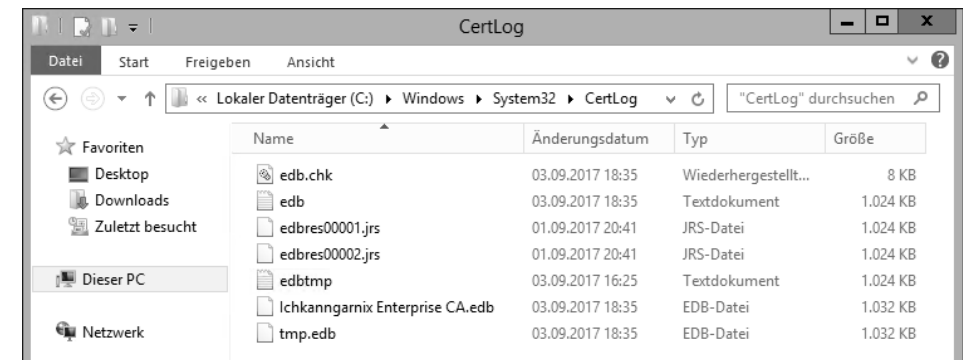 CertLog
Datei Start Freigeben Ansicht
« Lokaler Datenträger (C:) Windows System32 CertLog "CertLog" durchsuchen
Favoriten
Desktop
Downloads
Zuletzt besucht
Dieser PC
Netzwerk
Name Änderungsdatum Typ Größe
edb.chk 03.09.2017 18:35 Wiederhergestellt... 8 KB
edb 03.09.2017 18:35 Textdokument 1.024 KB
edbres00001.jrs 01.09.2017 20:41 JRS-Datei 1.024 KB
edbres00002.jrs 01.09.2017 20:41 JRS-Datei 1.024 KB
edbtmp 03.09.2017 16:25 Textdokument 1.024 KB
Ichkanngarnix Enterprise CA.edb 03.09.2017 18:35 EDB-Datei 1.032 KB
tmp.edb 03.09.2017 18:35 EDB-Datei 1.032 KB